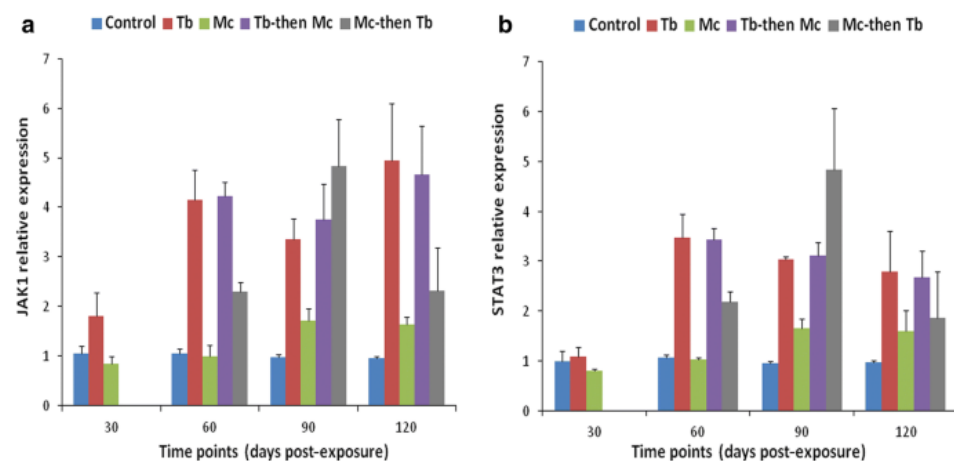 a
Control Tb Mc Tb-then Mc Mc-then Tb
JAK1 relative expression
7
6
5
4
3
2
1
0
30 60 90 120
Time points (days post-exposure)
b
Control Tb Mc Tb-then Mc Mc-then Tb
STAT3 relative expression
7
6
5
4
3
2
1
0
30 60 90 120
Time points (days post-exposure)